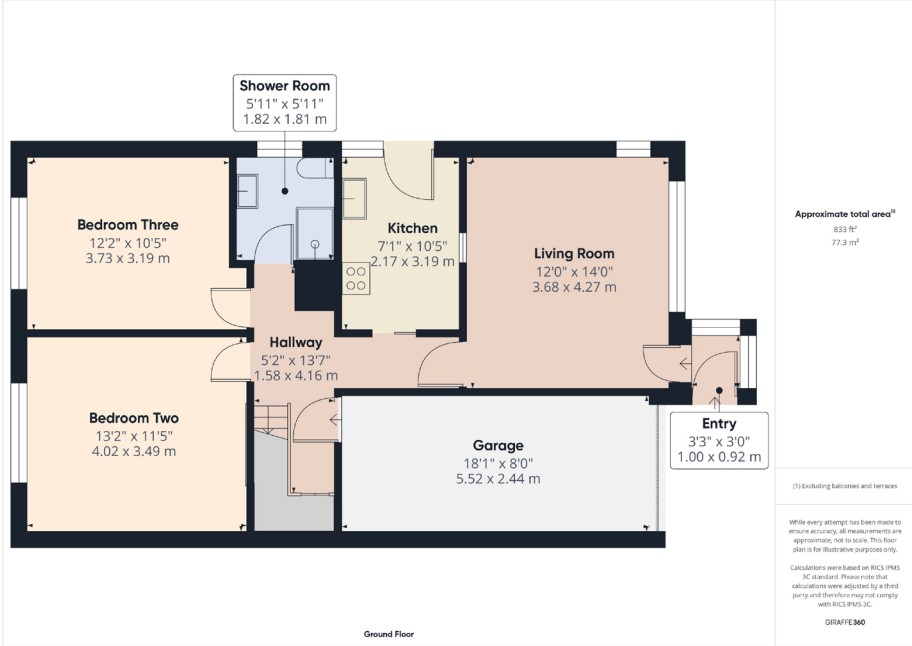 Shower Room
5'11" x 5'11"
1.82 x 1.81 m
Bedroom Three
12'2" x 10'5"
3.73 x 3.19 m
Kitchen
7'1" x 10'5"
2.17 x 3.19 m
Living Room
12'0" x 14'0"
3.68 x 4.27 m
Hallway
5'2" x 13'7"
1.58 x 4.16 m
Bedroom Two
13'2" x 11'5"
4.02 x 3.49 m
Garage
18'1" x 8'0"
5.52 x 2.44 m
Entry
3'3" x 3'0"
1.00 x 0.92 m
Ground Floor
Approximate total area⁽¹⁾
833 ft²
77.3 m²
(1) Excluding balconies and terraces
While every attempt has been made to
ensure accuracy, all measurements are
approximate, not to scale. This floor
plan is for illustrative purposes only.
Calculations were based on RICS IPMS
3C standard. Please note that
calculations were adjusted by a third
party and therefore may not comply
with RICS IPMS 3C.
GIRAFFE360